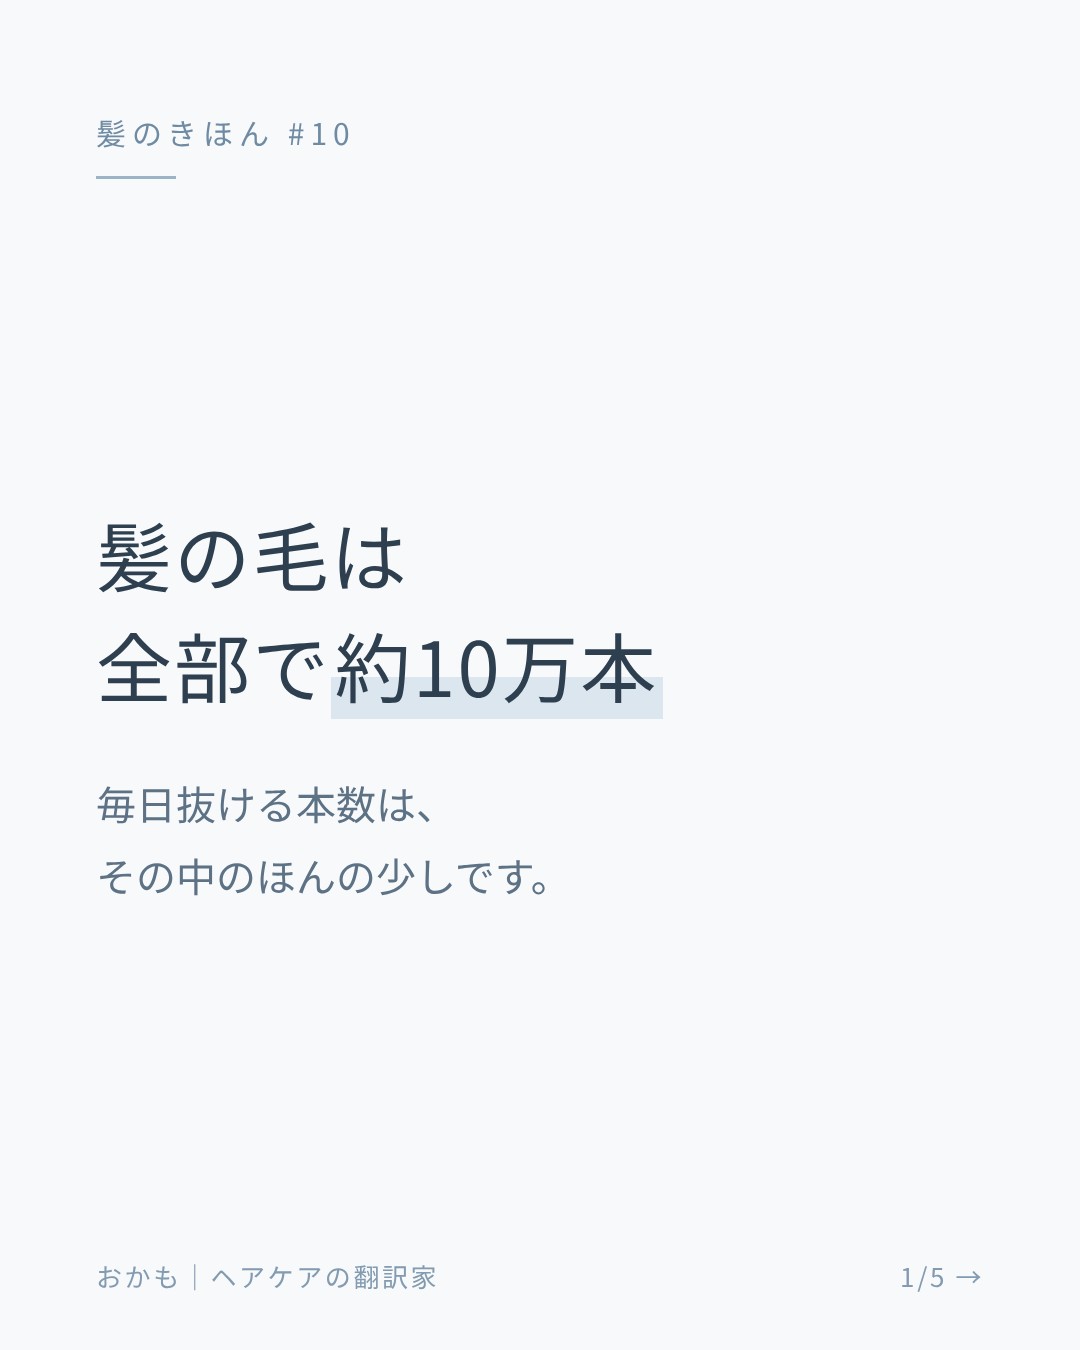 髪のきほん #10
髪の毛は
全部で約10万本
毎日抜ける本数は、
その中のほんの少しです。
おかも｜ヘアケアの翻訳家
1/5 →